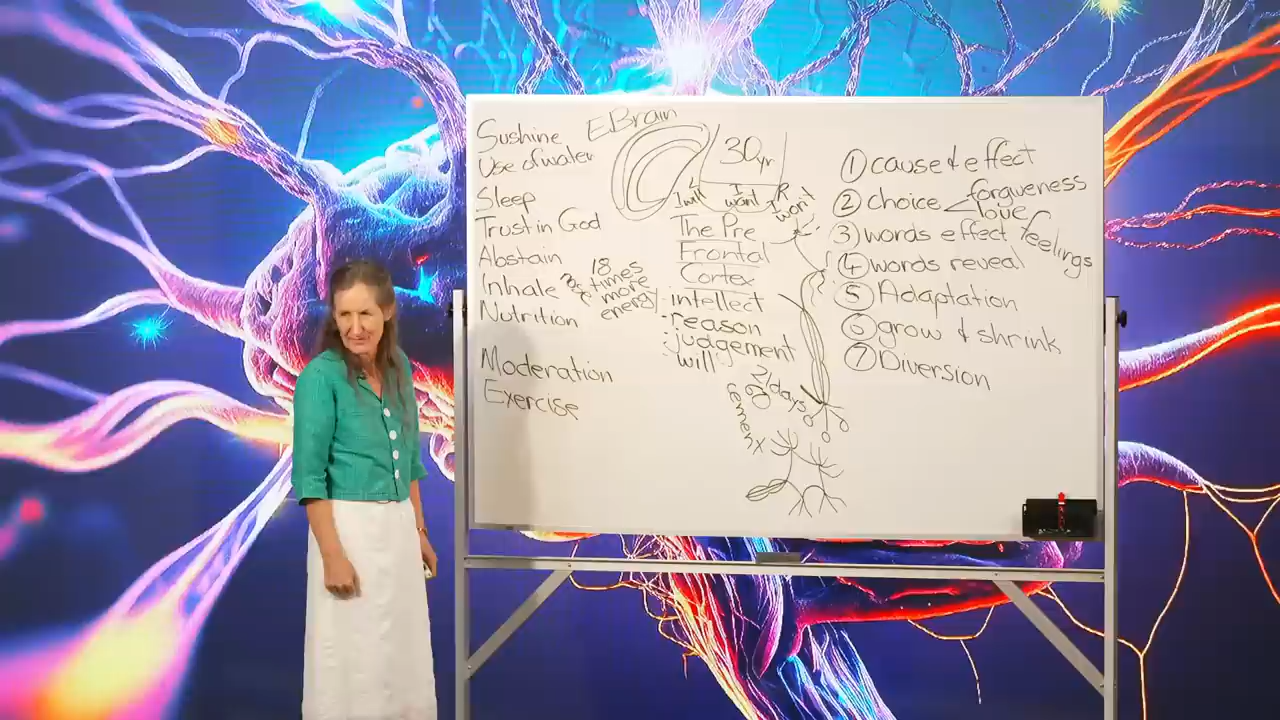 Sushine
Use of water
Sleep
Trust in God
Abstain
Inhale
Nutrition
Moderation
Exercise
18
times
more
energy
EBrain
30yr
I will
I want
I won't
The Pre
Frontal
Cortex
- intellect
- reason
- judgement
- will
21 days
cement
① cause & effect
② choice < forgiveness
love
③ words effect feelings
④ words reveal
⑤ Adaptation
⑥ grow & shrink
⑦ Diversion